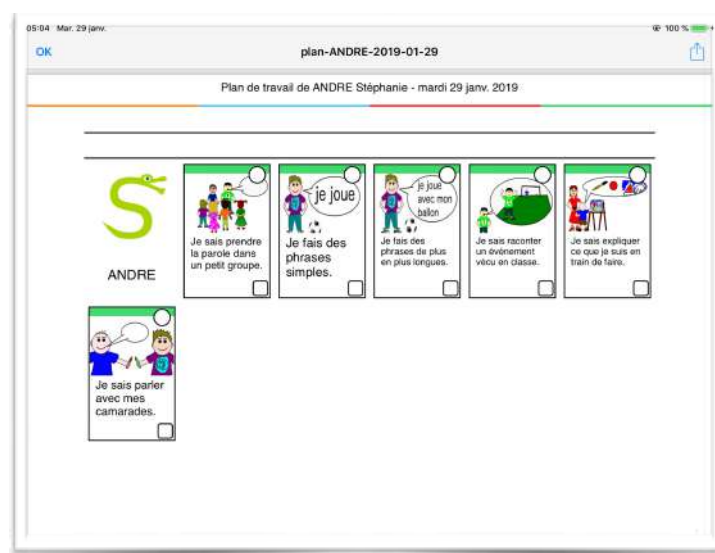 05:04 Mar. 29 janv.
100 %
OK
plan-ANDRE-2019-01-29
Plan de travail de ANDRE Stéphanie - mardi 29 janv. 2019
S
ANDRE
Je sais prendre
la parole dans
un petit groupe.
je joue
Je fais des
phrases
simples.
je joue
avec mon
ballon
Je fais des
phrases de plus
en plus longues.
Je sais raconter
un événement
vécu en classe.
Je sais expliquer
ce que je suis en
train de faire.
Je sais parler
avec mes
camarades.